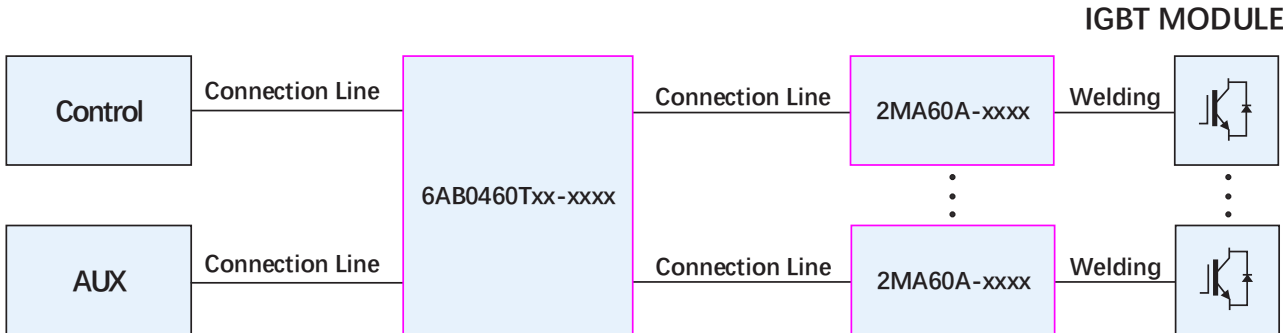 IGBT MODULE
Control
Connection Line
6AB0460Txx-xxxx
Connection Line
2MA60A-xxxx
Welding
AUX
Connection Line
Connection Line
2MA60A-xxxx
Welding